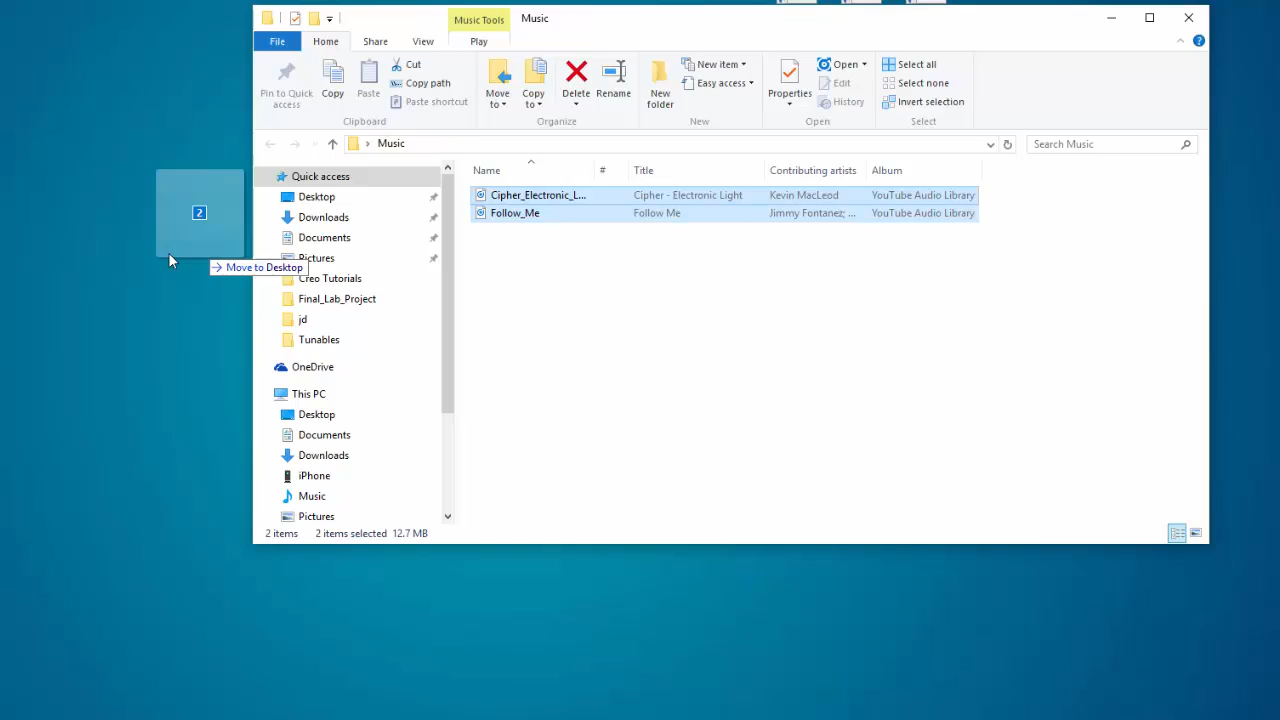 Music Tools
Music
File
Home
Share
View
Play
Pin to Quick access
Copy
Paste
Cut
Copy path
Paste shortcut
Clipboard
Move to
Copy to
Delete
Rename
Organize
New folder
New item
Easy access
New
Properties
Open
Edit
History
Open
Select all
Select none
Invert selection
Select
Music
Search Music
Quick access
Desktop
Downloads
Documents
Pictures
Creo Tutorials
Final_Lab_Project
jd
Tunables
OneDrive
This PC
Desktop
Documents
Downloads
iPhone
Music
Pictures
Name # Title Contributing artists Album
Cipher_Electronic_L... Cipher - Electronic Light Kevin MacLeod YouTube Audio Library
Follow_Me Follow Me Jimmy Fontanez; ... YouTube Audio Library
2
Move to Desktop
2 items 2 items selected 12.7 MB